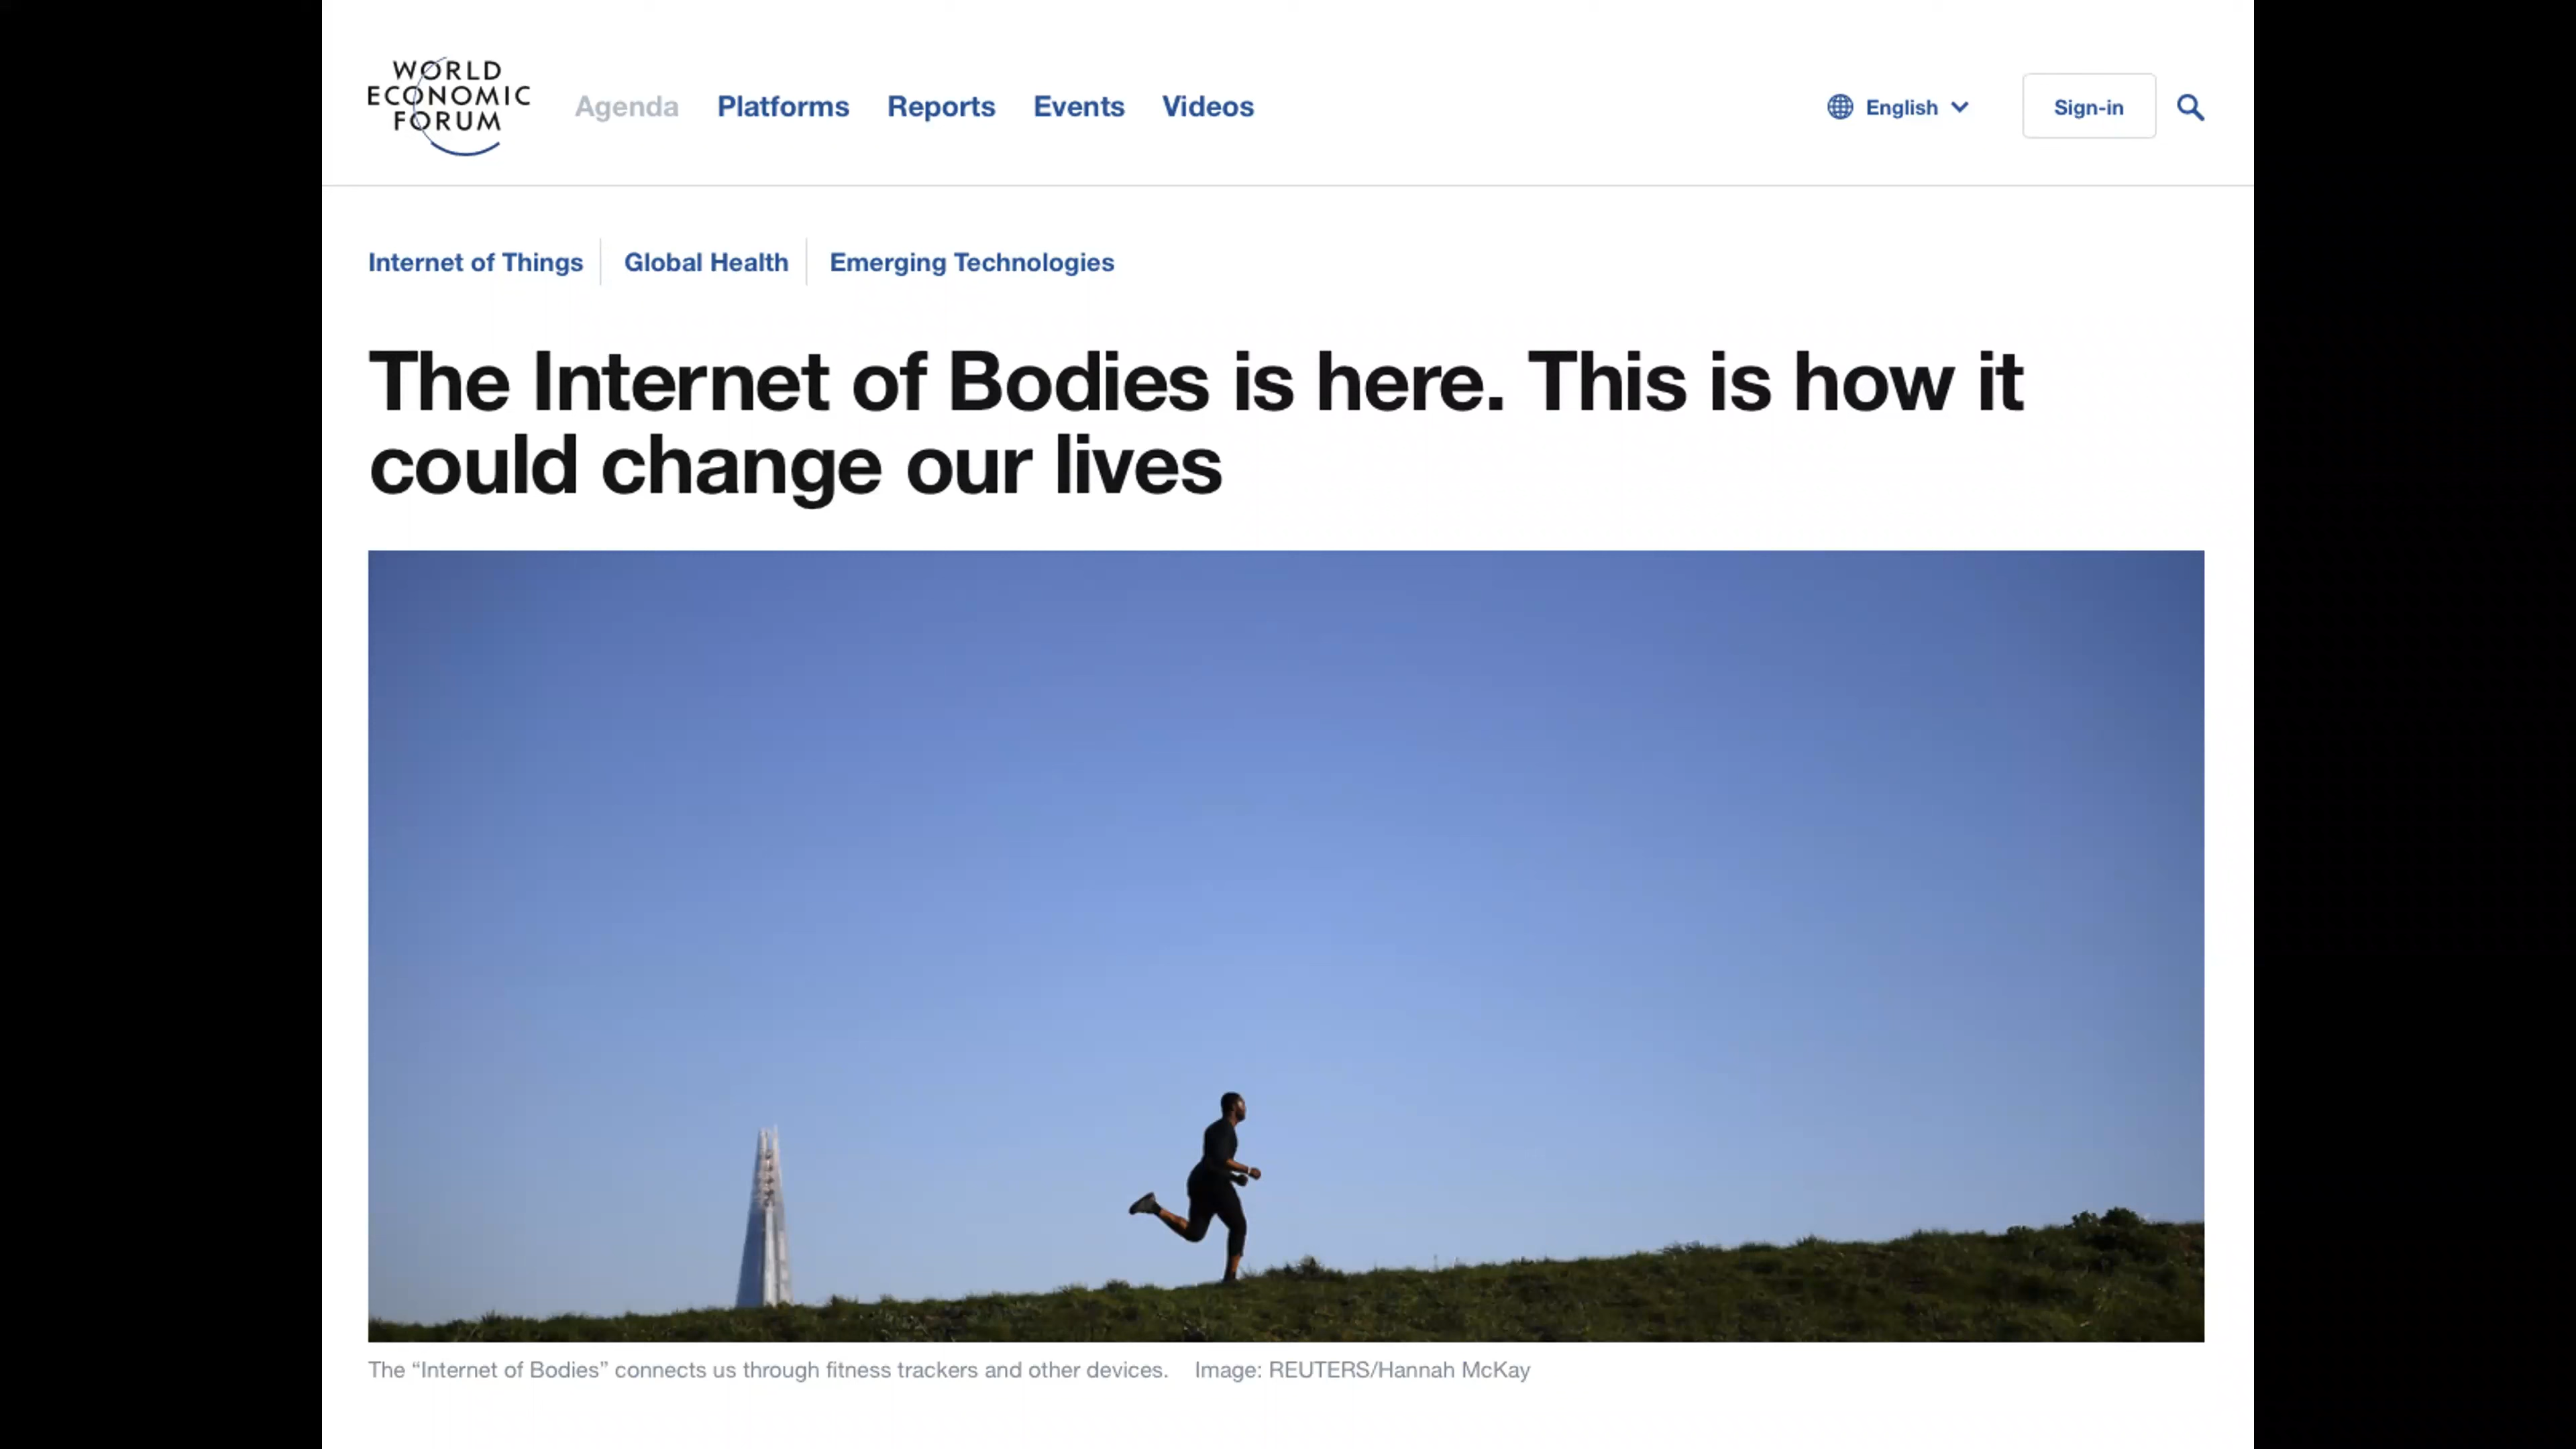 WORLD
ECONOMIC
FORUM
Agenda Platforms Reports Events Videos English Sign-in
Internet of Things Global Health Emerging Technologies
The Internet of Bodies is here. This is how it
could change our lives
The “Internet of Bodies” connects us through fitness trackers and other devices. Image: REUTERS/Hannah McKay